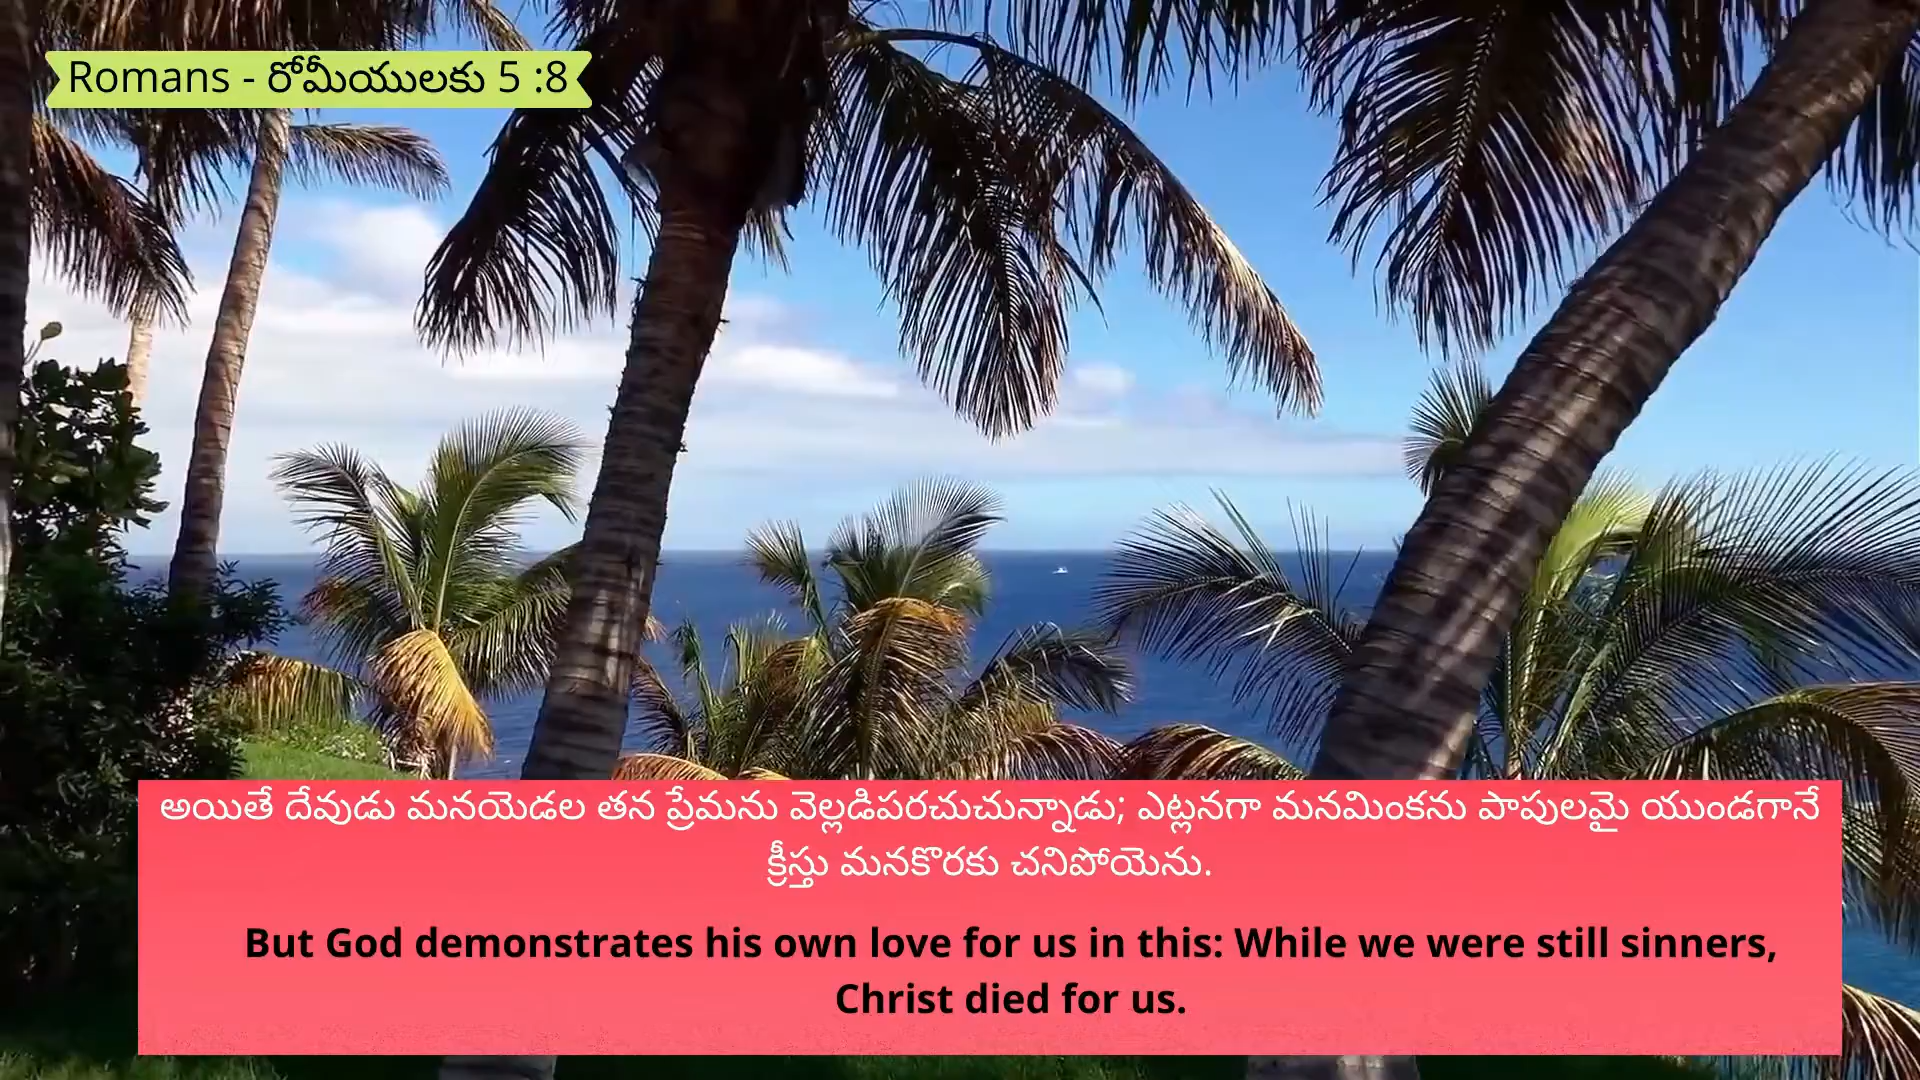 Romans - రోమీయులకు 5 :8
అయితే దేవుడు మనయెడల తన ప్రేమను వెల్లడిపరచుచున్నాడు; ఎట్లనగా మనమింకను పాపులమై యుండగానే
క్రీస్తు మనకొరకు చనిపోయెను.
But God demonstrates his own love for us in this: While we were still sinners,
Christ died for us.